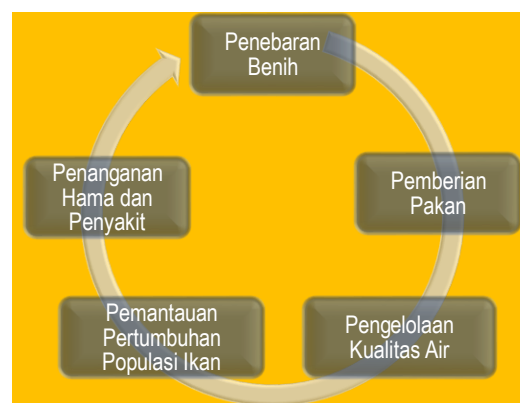 Penebaran
Benih
Pemberian
Pakan
Pengelolaan
Kualitas Air
Pemantauan
Pertumbuhan
Populasi Ikan
Penanganan
Hama dan
Penyakit